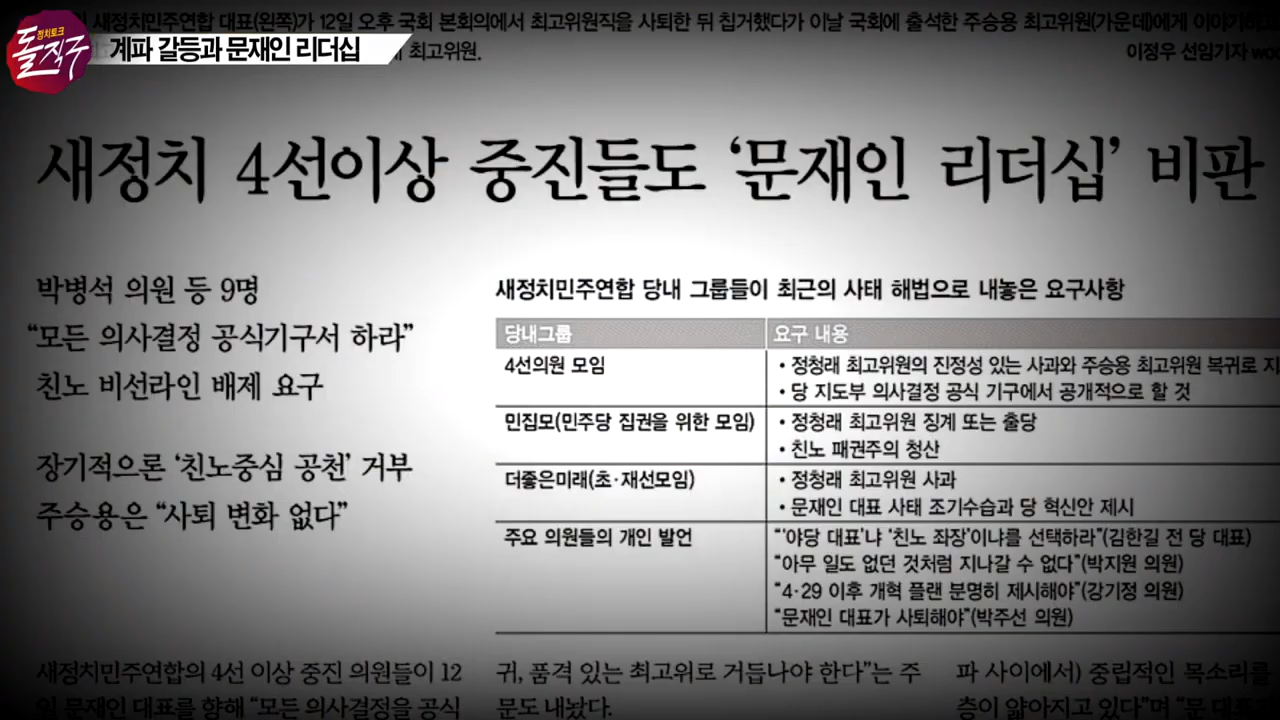 새정치민주연합 대표(왼쪽)가 12일 오후 국회 본회의에서 최고위원직을 사퇴한 뒤 칩거했다가 이날 국회에 출석한 주승용 최고위원(가운데)에게 이야기하고
정치토크
돌직구
계파 갈등과 문재인 리더십
최고위원.
이정우 선임기자
새정치 4선이상 중진들도 ‘문재인 리더십’ 비판
박병석 의원 등 9명
“모든 의사결정 공식기구서 하라”
친노 비선라인 배제 요구
장기적으론 ‘친노중심 공천’ 거부
주승용은 “사퇴 변화 없다”
새정치민주연합 당내 그룹들이 최근의 사태 해법으로 내놓은 요구사항
당내그룹 요구 내용
4선의원 모임 • 정청래 최고위원의 진정성 있는 사과와 주승용 최고위원 복귀로
• 당 지도부 의사결정 공식 기구에서 공개적으로 할 것
민집모(민주당 집권을 위한 모임) • 정청래 최고위원 징계 또는 출당
• 친노 패권주의 청산
더좋은미래(초·재선모임) • 정청래 최고위원 사과
• 문재인 대표 사태 조기수습과 당 혁신안 제시
주요 의원들의 개인 발언 “‘야당 대표’냐 ‘친노 좌장’이냐를 선택하라”(김한길 전 당 대표)
“아무 일도 없던 것처럼 지나갈 수 없다”(박지원 의원)
“4·29 이후 개혁 플랜 분명히 제시해야”(강기정 의원)
“문재인 대표가 사퇴해야”(박주선 의원)
새정치민주연합의 4선 이상 중진 의원들이 12
일 문재인 대표를 향해 “모든 의사결정을 공식
귀, 품격 있는 최고위로 거듭나야 한다”는 주
문도 내놨다.
파 사이에서) 중립적인 목소리를
층이 얇아지고 있다”며 “문 대표가